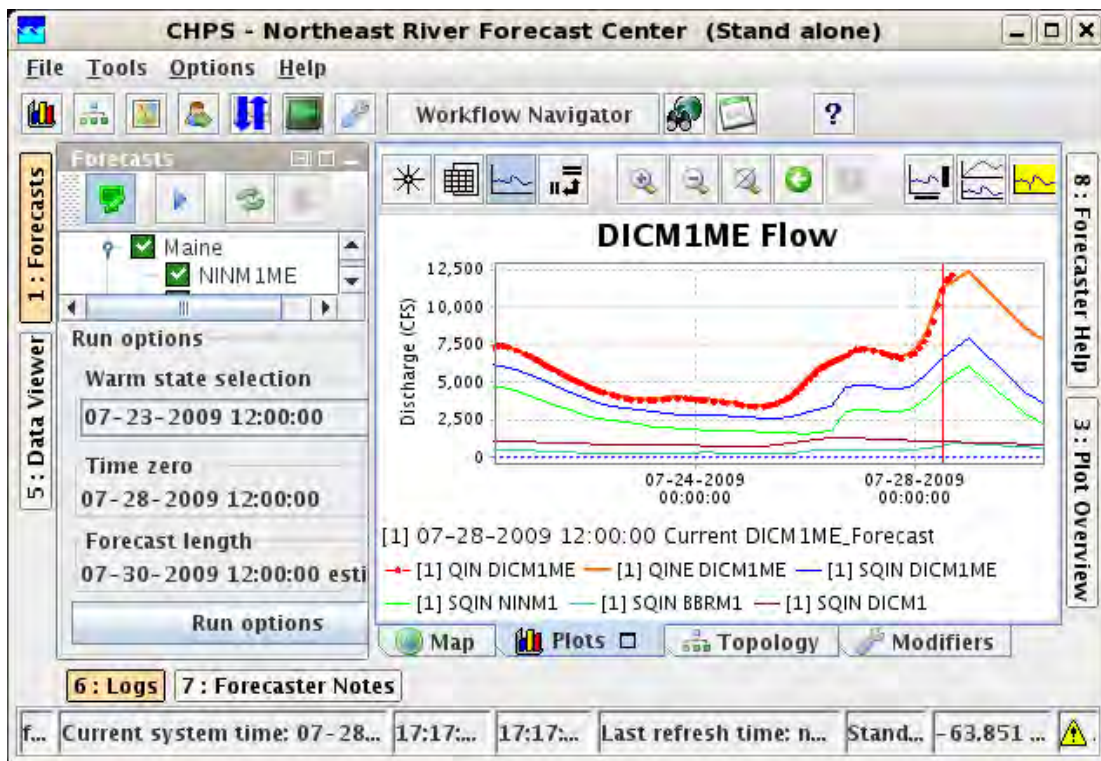 CHPS - Northeast River Forecast Center (Stand alone)
File Tools Options Help
Workflow Navigator ?
1 : Forecasts
5 : Data Viewer
Forecasts
Maine
NINM1ME
Run options
Warm state selection
07-23-2009 12:00:00
Time zero
07-28-2009 12:00:00
Forecast length
07-30-2009 12:00:00 esti
Run options
DICM1ME Flow
Discharge (CFS)
12,500
10,000
7,500
5,000
2,500
0
07-24-2009 07-28-2009
00:00:00 00:00:00
[1] 07-28-2009 12:00:00 Current DICM1ME_Forecast
[1] QIN DICM1ME [1] QINE DICM1ME [1] SQIN DICM1ME
[1] SQIN NINM1 [1] SQIN BBRM1 [1] SQIN DICM1
Map Plots Topology Modifiers
8 : Forecaster Help
3 : Plot Overview
6 : Logs 7 : Forecaster Notes
f... Current system time: 07-28... 17:17:... 17:17:... Last refresh time: n... Stand... -63.851 ...